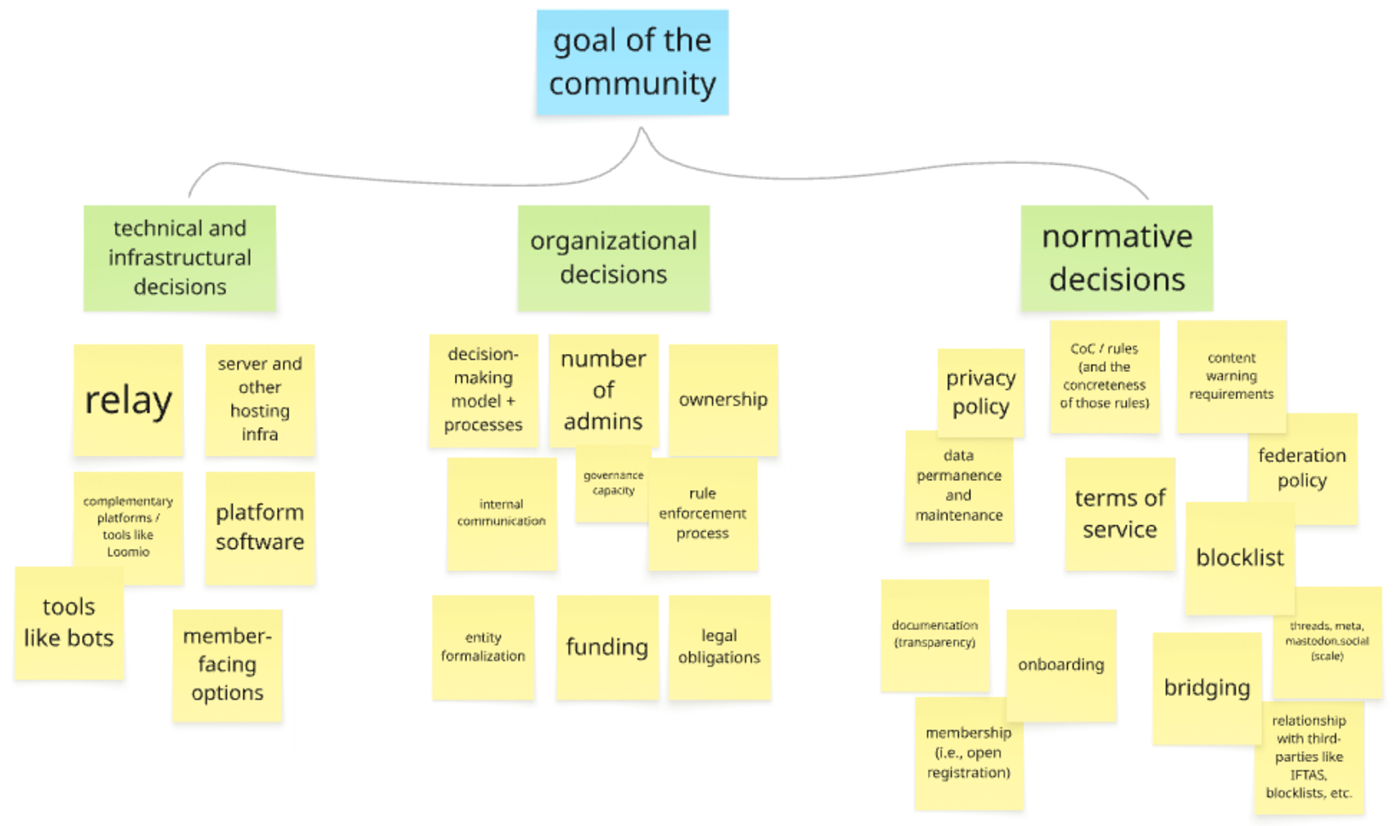 goal of the
community
technical and
infrastructural
decisions
organizational
decisions
normative
decisions
relay
server and
other
hosting
infra
complementary
platforms /
tools like
Loomio
platform
software
tools
like bots
member-
facing
options
decision-
making
model +
processes
number
of
admins
ownership
internal
communication
governance
capacity
rule
enforcement
process
entity
formalization
funding
legal
obligations
privacy
policy
CoC / rules
(and the
concreteness
of those rules)
content
warning
requirements
data
permanence
and
maintenance
terms of
service
federation
policy
blocklist
documentation
(transparency)
onboarding
membership
(i.e., open
registration)
bridging
threads, meta,
mastodon.social
(scale)
relationship
with third-
parties like
IFTAS,
blocklists, etc.